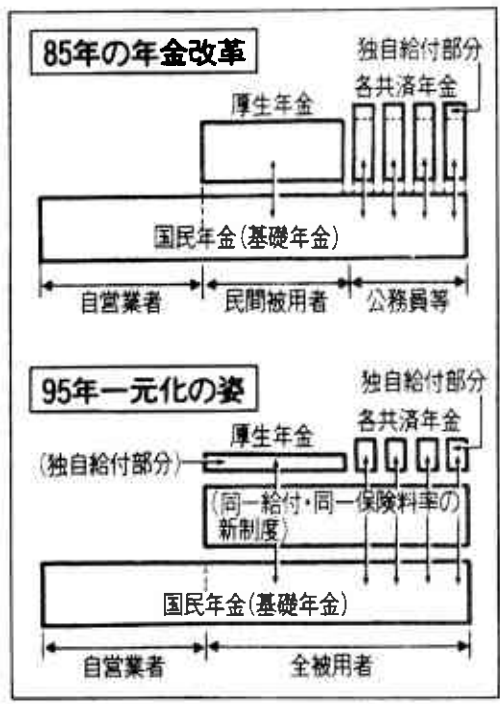 85年の年金改革
独自給付部分
各共済年金
厚生年金
国民年金(基礎年金)
自営業者
民間被用者
公務員等
95年一元化の姿
独自給付部分
各共済年金
厚生年金
(独自給付部分)
(同一給付・同一保険料率の
新制度)
国民年金(基礎年金)
自営業者
全被用者